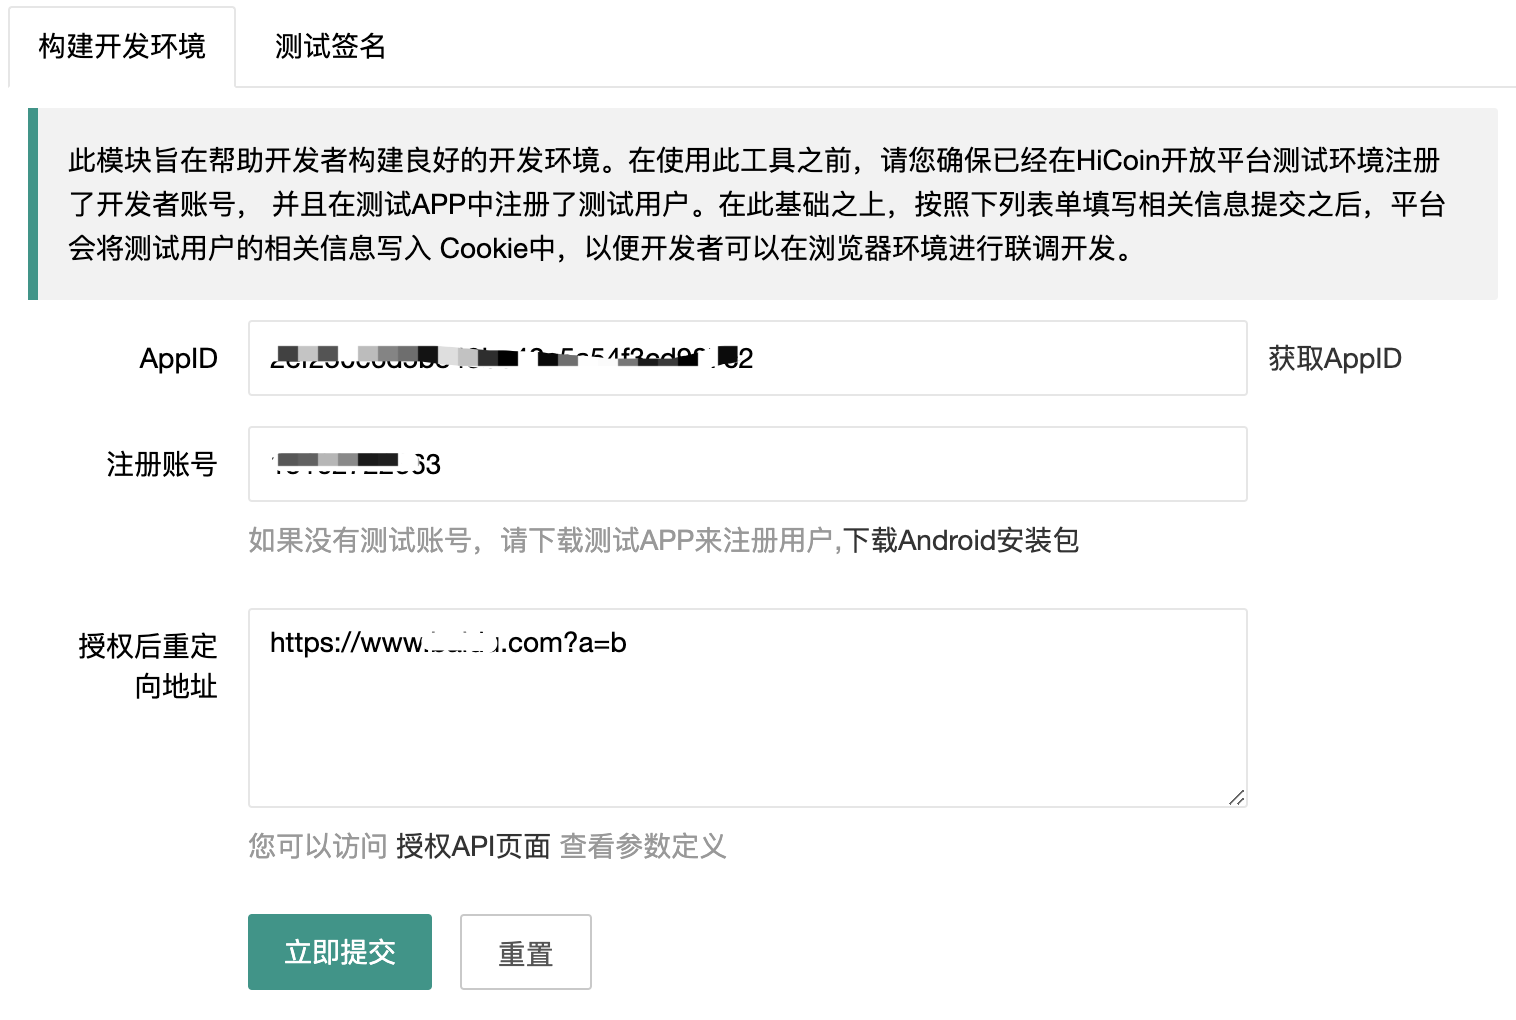 构建开发环境 测试签名
此模块旨在帮助开发者构建良好的开发环境。在使用此工具之前，请您确保已经在HiCoin开放平台测试环境注册
了开发者账号， 并且在测试APP中注册了测试用户。在此基础之上，按照下列表单填写相关信息提交之后，平台
会将测试用户的相关信息写入 Cookie中，以便开发者可以在浏览器环境进行联调开发。
AppID 获取AppID
注册账号
如果没有测试账号，请下载测试APP来注册用户,下载Android安装包
授权后重定 https://www. .com?a=b
向地址
您可以访问 授权API页面 查看参数定义
立即提交 重置